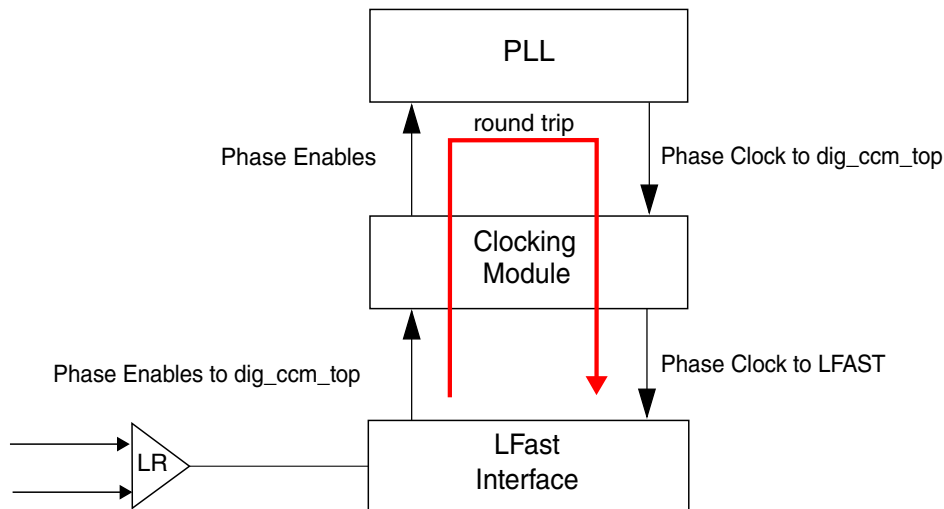 PLL
round trip
Phase Enables
Phase Clock to dig_ccm_top
Clocking
Module
Phase Enables to dig_ccm_top
Phase Clock to LFAST
LR
LFast
Interface